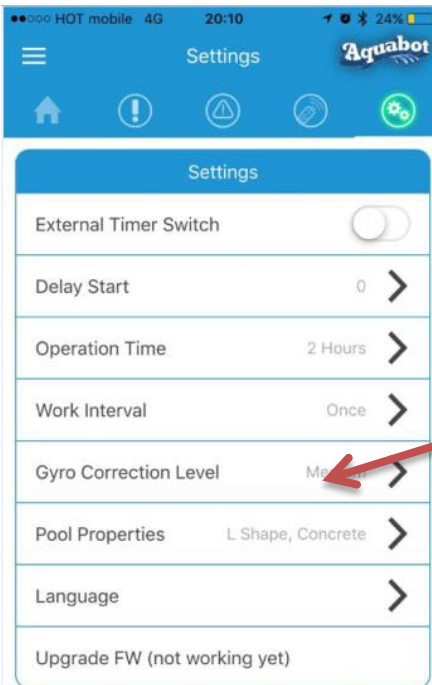 HOT mobile 4G 20:10 24%
Settings Aquabot
Settings
External Timer Switch
Delay Start 0
Operation Time 2 Hours
Work Interval Once
Gyro Correction Level
Pool Properties L Shape, Concrete
Language
Upgrade FW (not working yet)